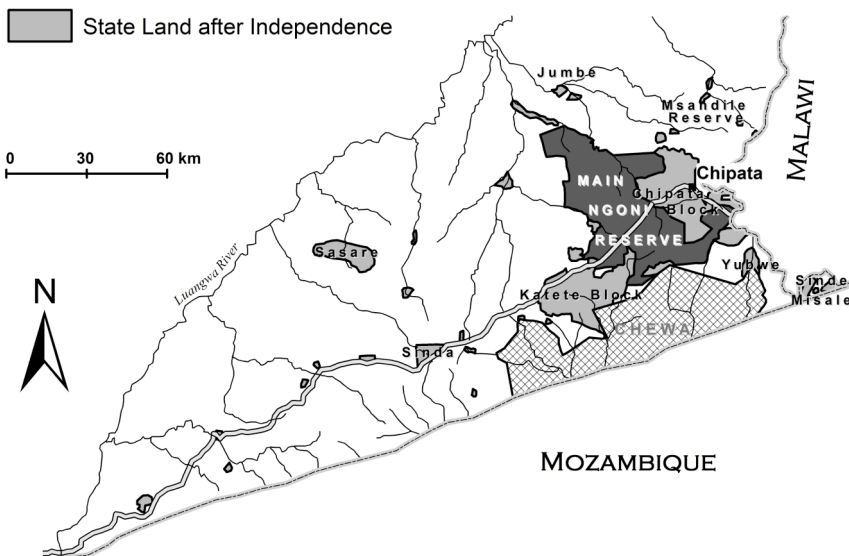 State Land after Independence
0 30 60 km
N
Jumbe
Msandile
Reserve
MALAWI
Chipata
MAIN
NGONI
RESERVE
Chipata
Block
Sasare
Luangwa River
Katete Block
Yubwe
Sinde
Misale
CHEWA
Sinda
MOZAMBIQUE